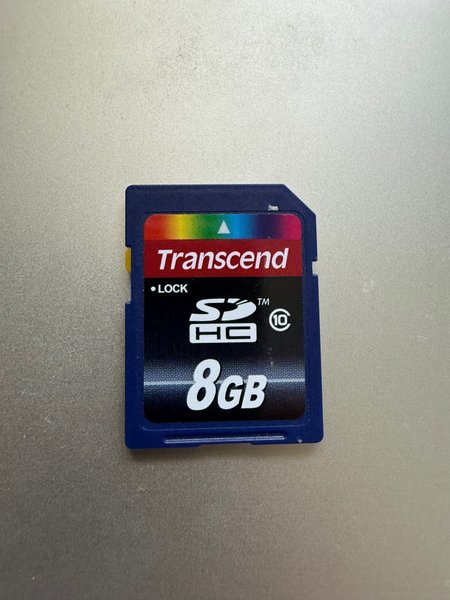 Transcend
• LOCK
SD HC ™
10
8GB